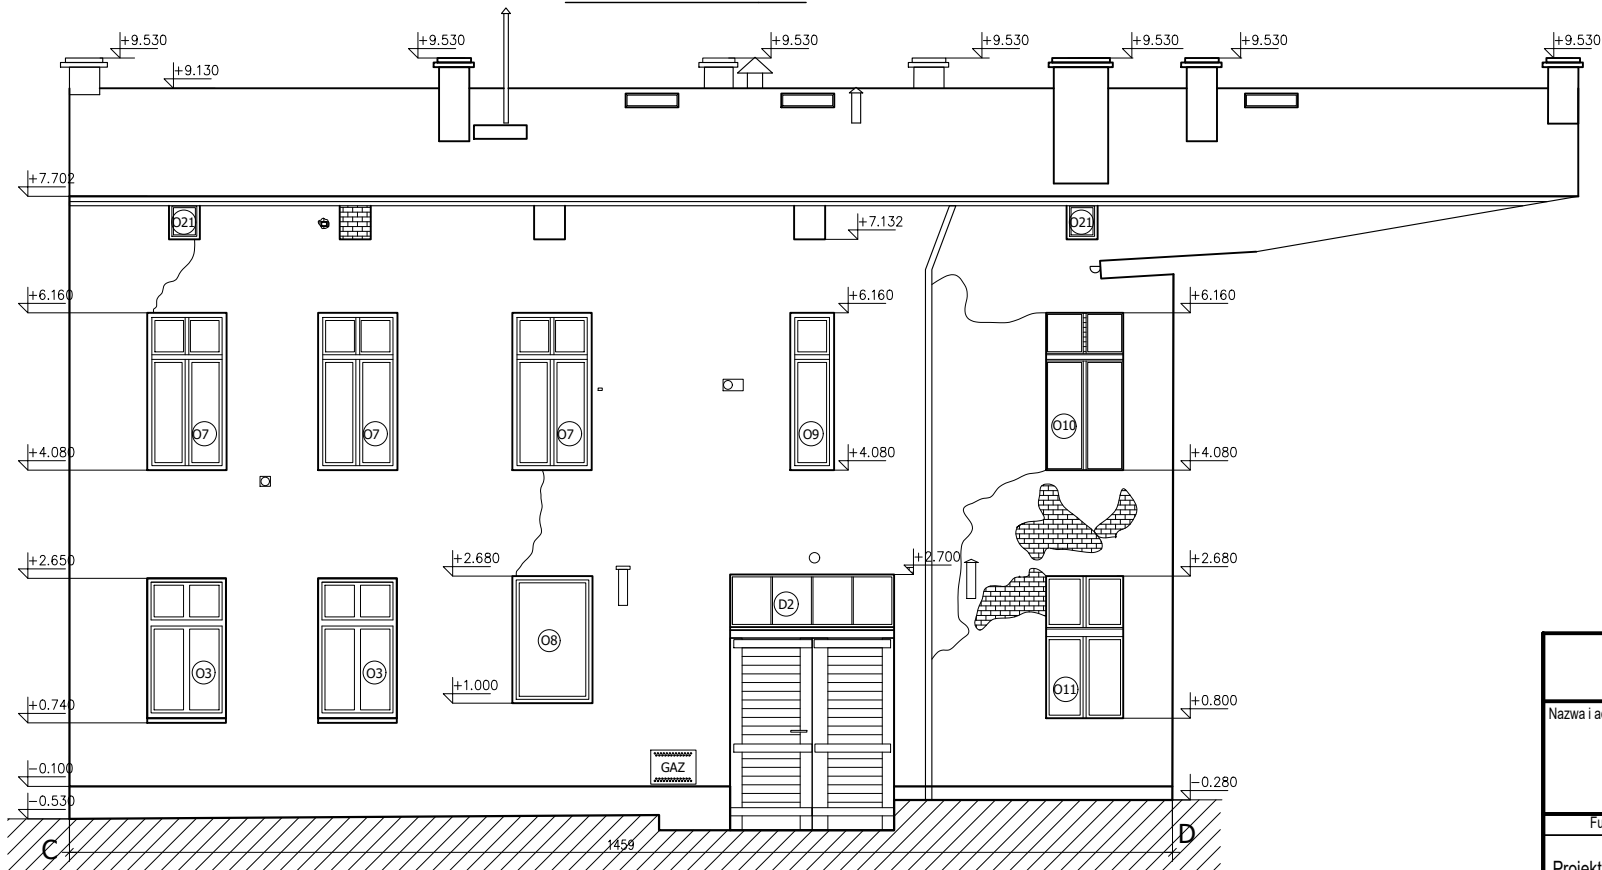 +9.530 +9.530 +9.530 +9.530 +9.530 +9.530 +9.530
+9.130
+7.702
O21 O21
+7.132
+6.160 +6.160 +6.160
O7 O7 O7 O9 O10
+4.080 +4.080 +4.080
+2.650 +2.680 +2.700 +2.680
D2
O8
O3 O3 O11
+1.000
+0.740 +0.800
Nazwa i a
GAZ
-0.100 -0.280
-0.530
Fu
C 1459 D
Projekt